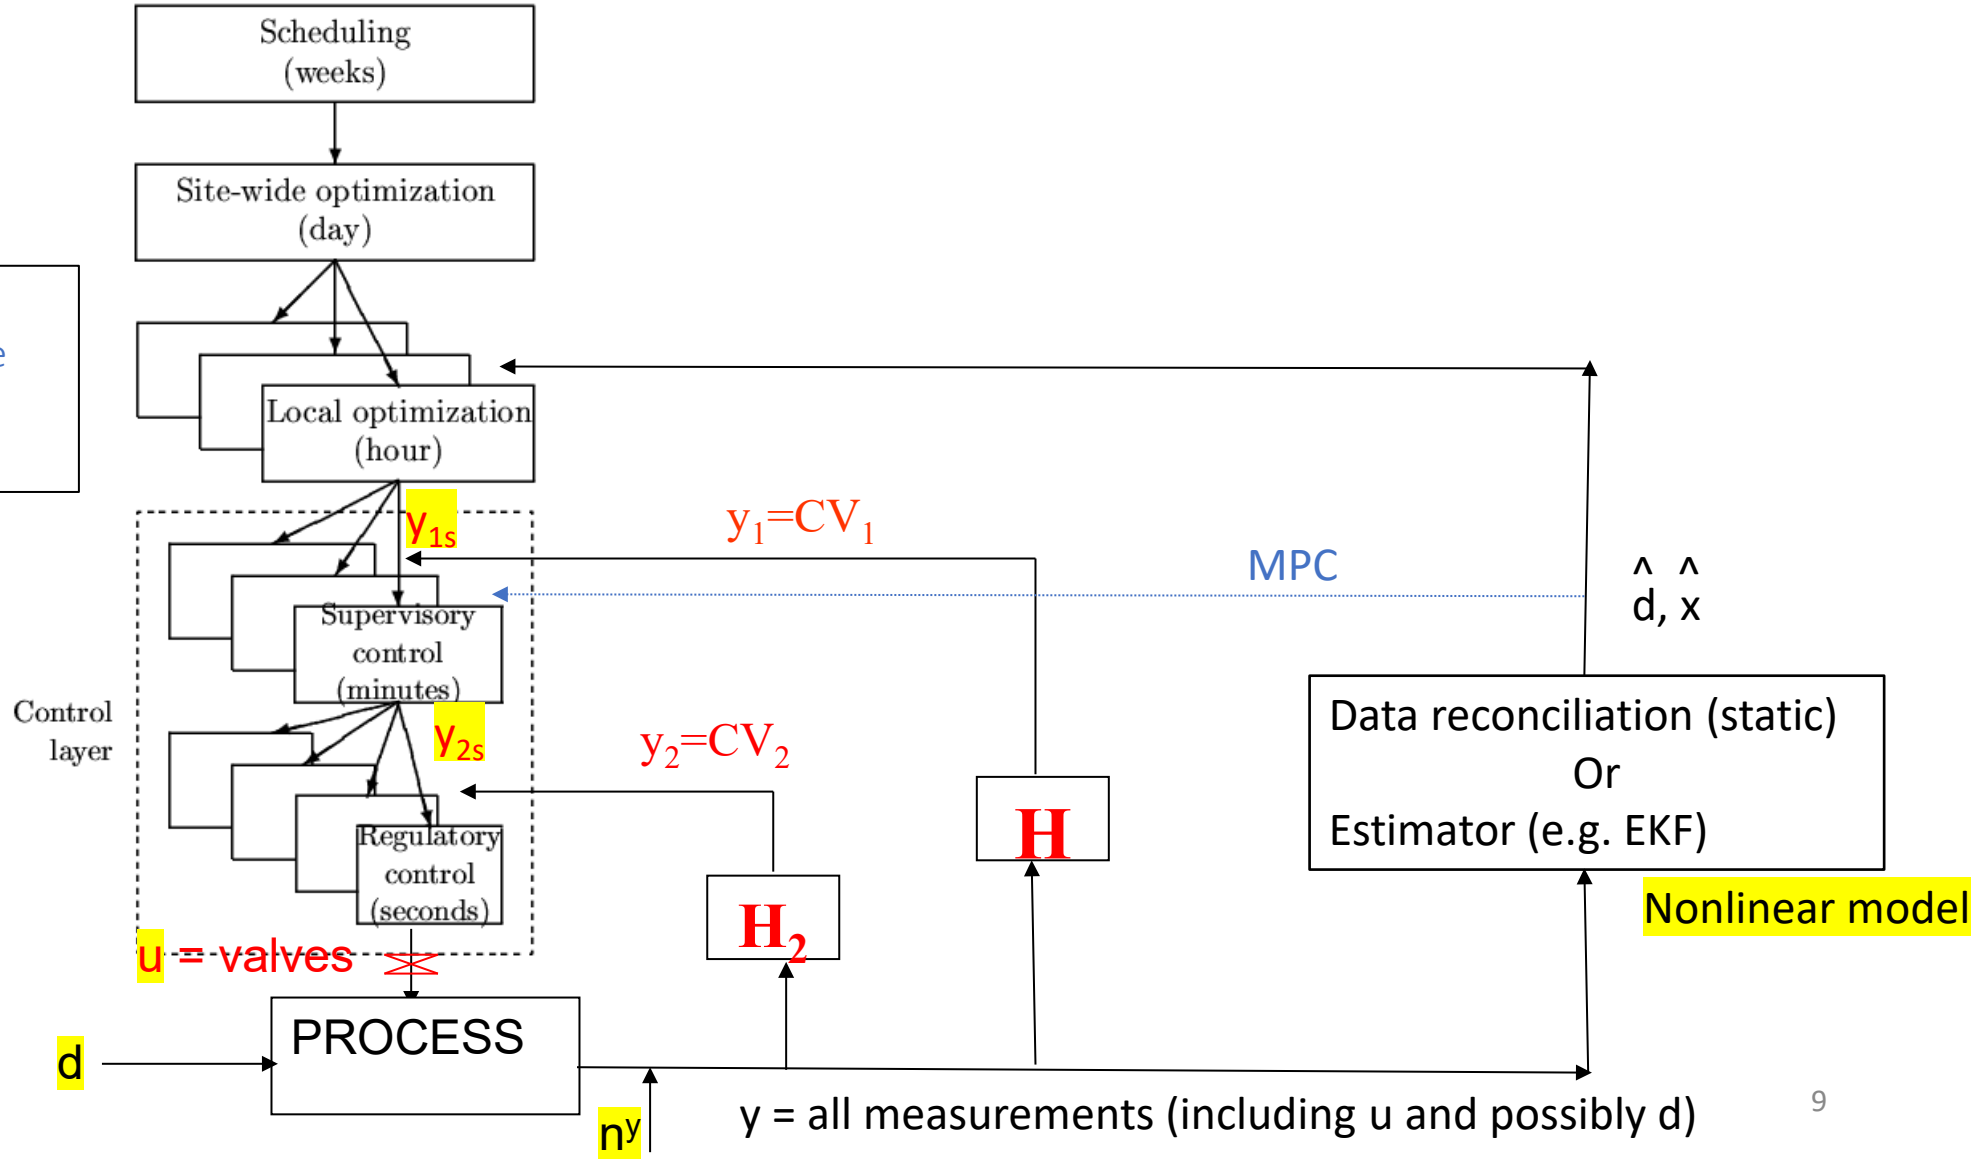 Scheduling
(weeks)
Site-wide optimization
(day)
e
Local optimization
(hour)
y1s
y1=CV1
MPC
^ ^
d, x
Supervisory
control
(minutes)
Control
layer
y2s
y2=CV2
Data reconciliation (static)
Or
Estimator (e.g. EKF)
H
Regulatory
control
(seconds)
H2
Nonlinear model
u = valves
PROCESS
d
ny
y = all measurements (including u and possibly d)
9